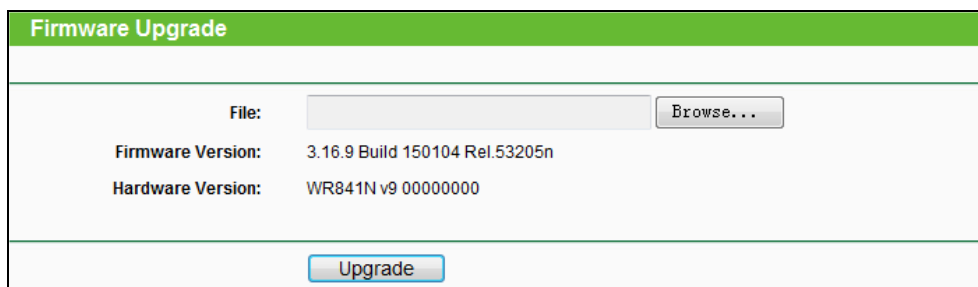 Firmware Upgrade
File: Browse...
Firmware Version: 3.16.9 Build 150104 Rel.53205n
Hardware Version: WR841N v9 00000000
Upgrade